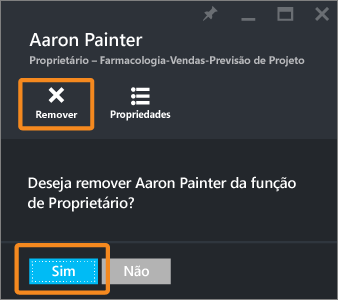 Aaron Painter
Proprietário – Farmacologia-Vendas-Previsão de Projeto
Remover
Propriedades
Deseja remover Aaron Painter da função
de Proprietário?
Sim
Não